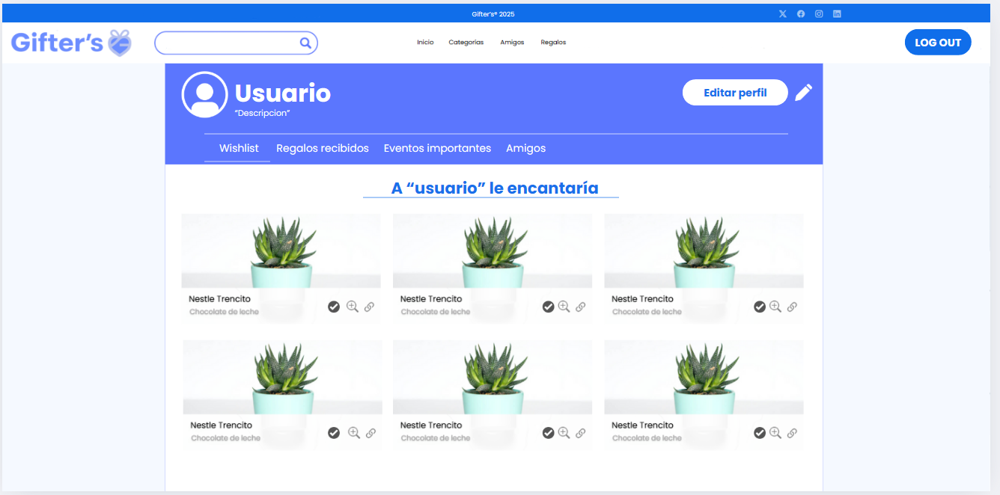 Gifter's® 2025
Gifter's
Inicio Categorías Amigos Regalos
LOG OUT
Usuario
"Descripcion"
Editar perfil
Wishlist Regalos recibidos Eventos importantes Amigos
A “usuario” le encantaría
Nestle Trencito
Chocolate de leche
Nestle Trencito
Chocolate de leche
Nestle Trencito
Chocolate de leche
Nestle Trencito
Chocolate de leche
Nestle Trencito
Chocolate de leche
Nestle Trencito
Chocolate de leche